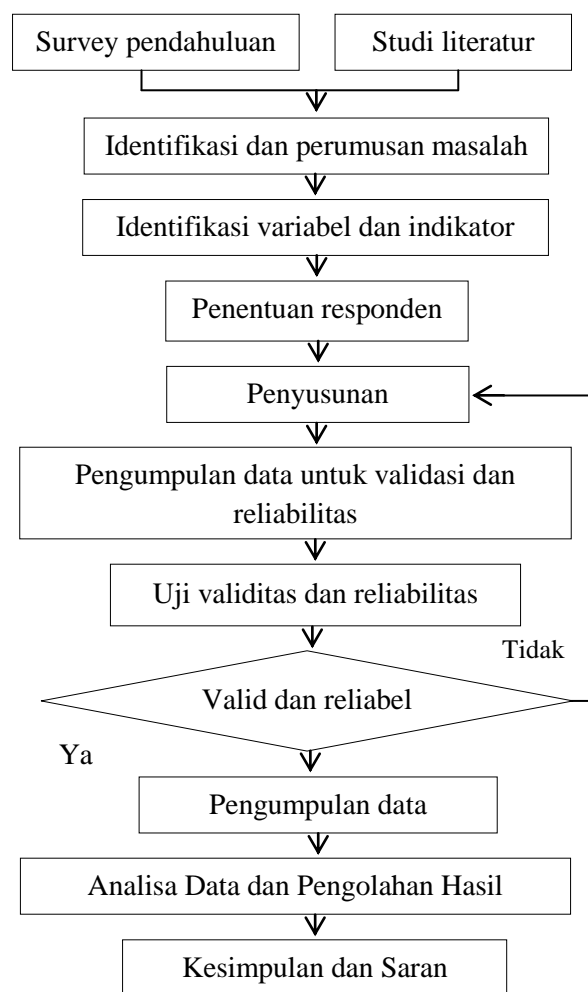 Survey pendahuluan
Studi literatur
Identifikasi dan perumusan masalah
Identifikasi variabel dan indikator
Penentuan responden
Penyusunan
Pengumpulan data untuk validasi dan
reliabilitas
Uji validitas dan reliabilitas
Tidak
Valid dan reliabel
Ya
Pengumpulan data
Analisa Data dan Pengolahan Hasil
Kesimpulan dan Saran